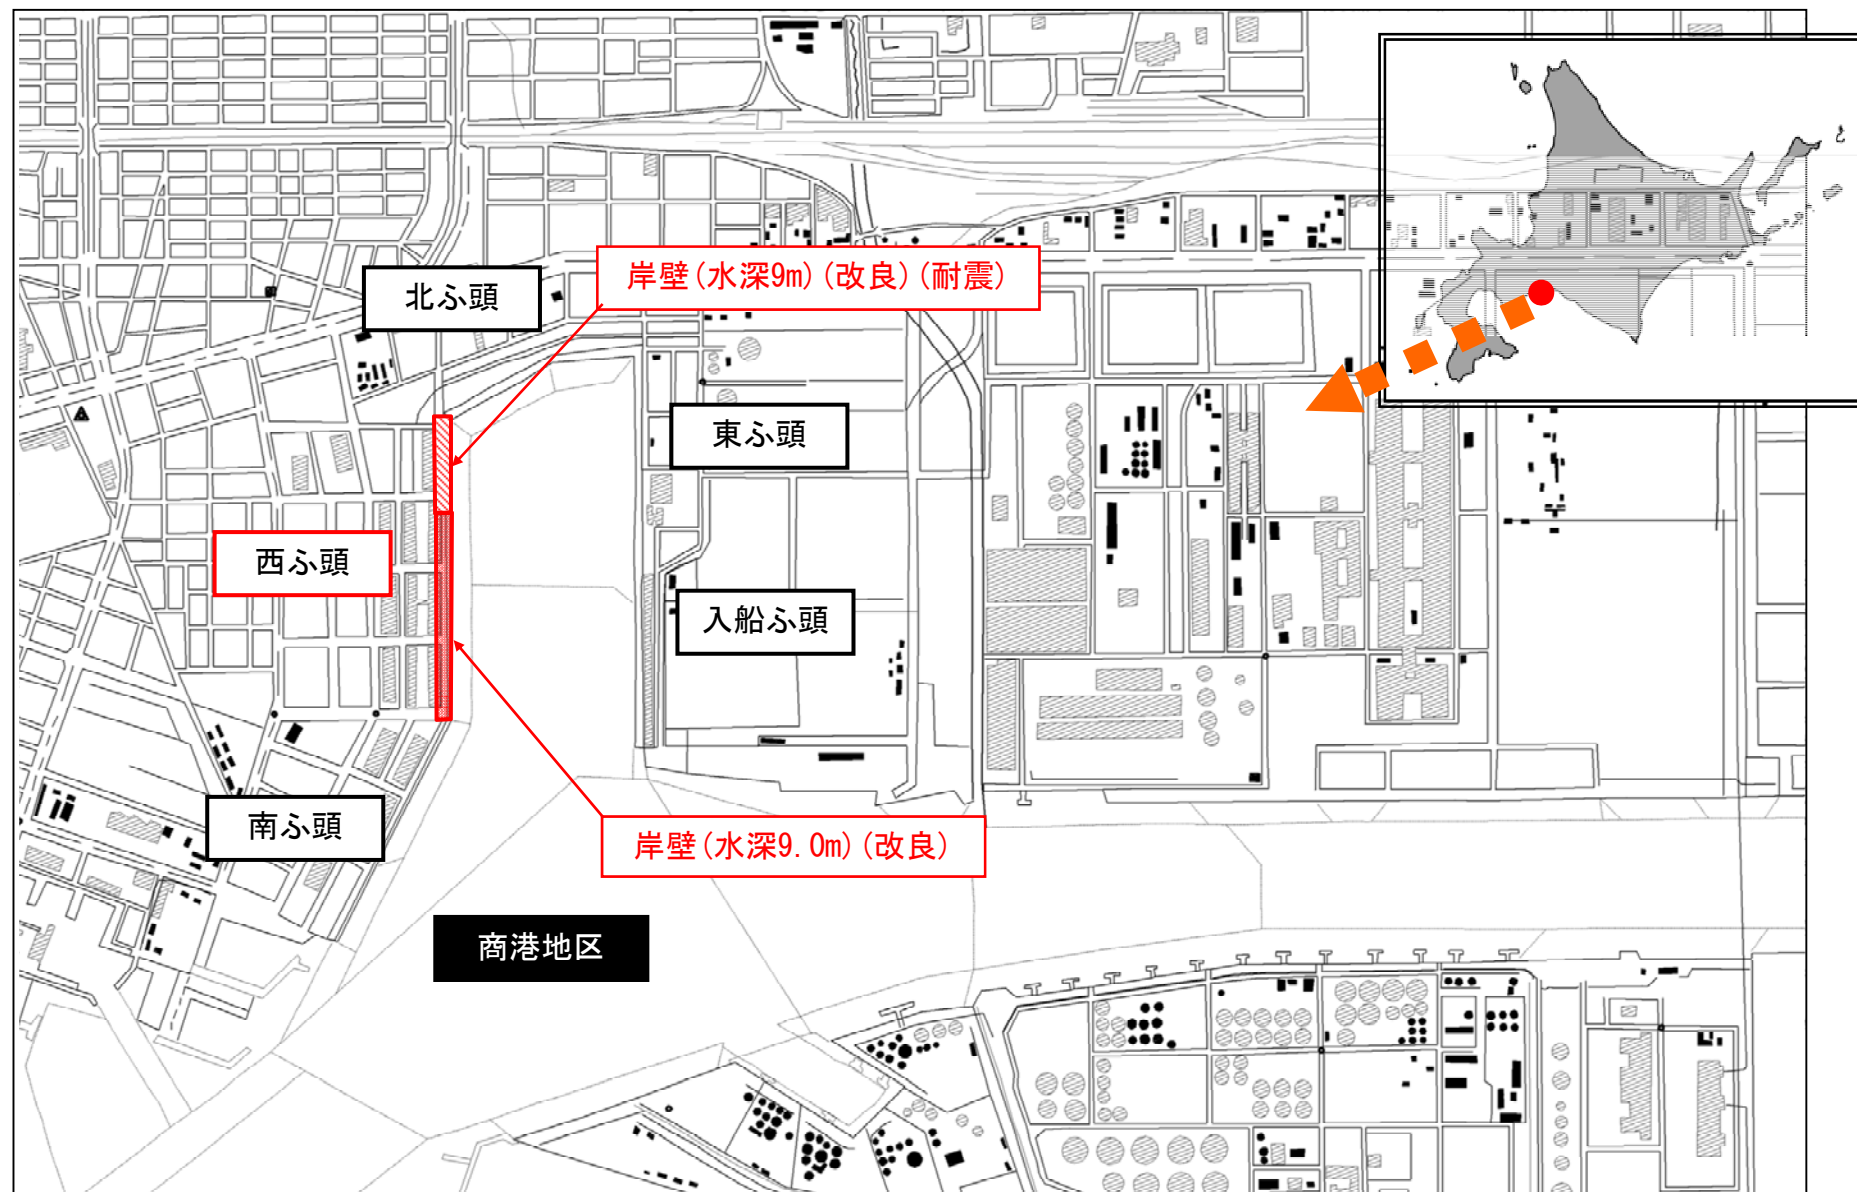 北ふ頭
岸壁(水深9m)(改良)(耐震)
東ふ頭
西ふ頭
入船ふ頭
南ふ頭
岸壁(水深9.0m)(改良)
商港地区